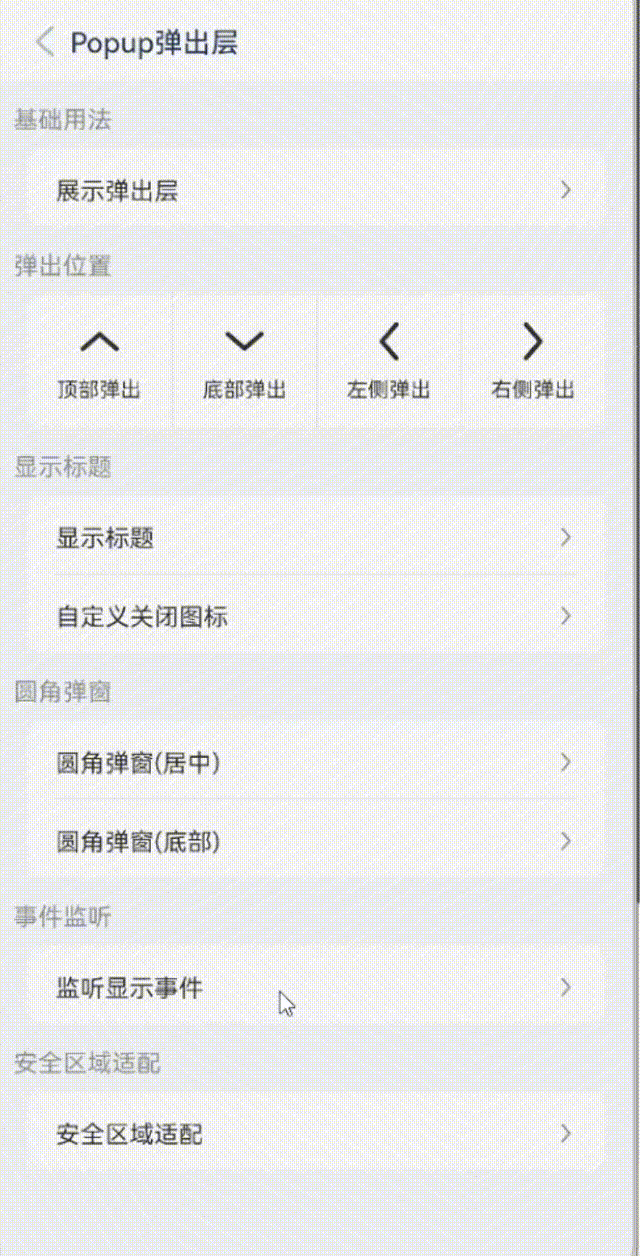 Popup弹出层
基础用法
展示弹出层
弹出位置
顶部弹出 底部弹出 左侧弹出 右侧弹出
显示标题
显示标题
自定义关闭图标
圆角弹窗
圆角弹窗(居中)
圆角弹窗(底部)
事件监听
监听显示事件
安全区域适配
安全区域适配